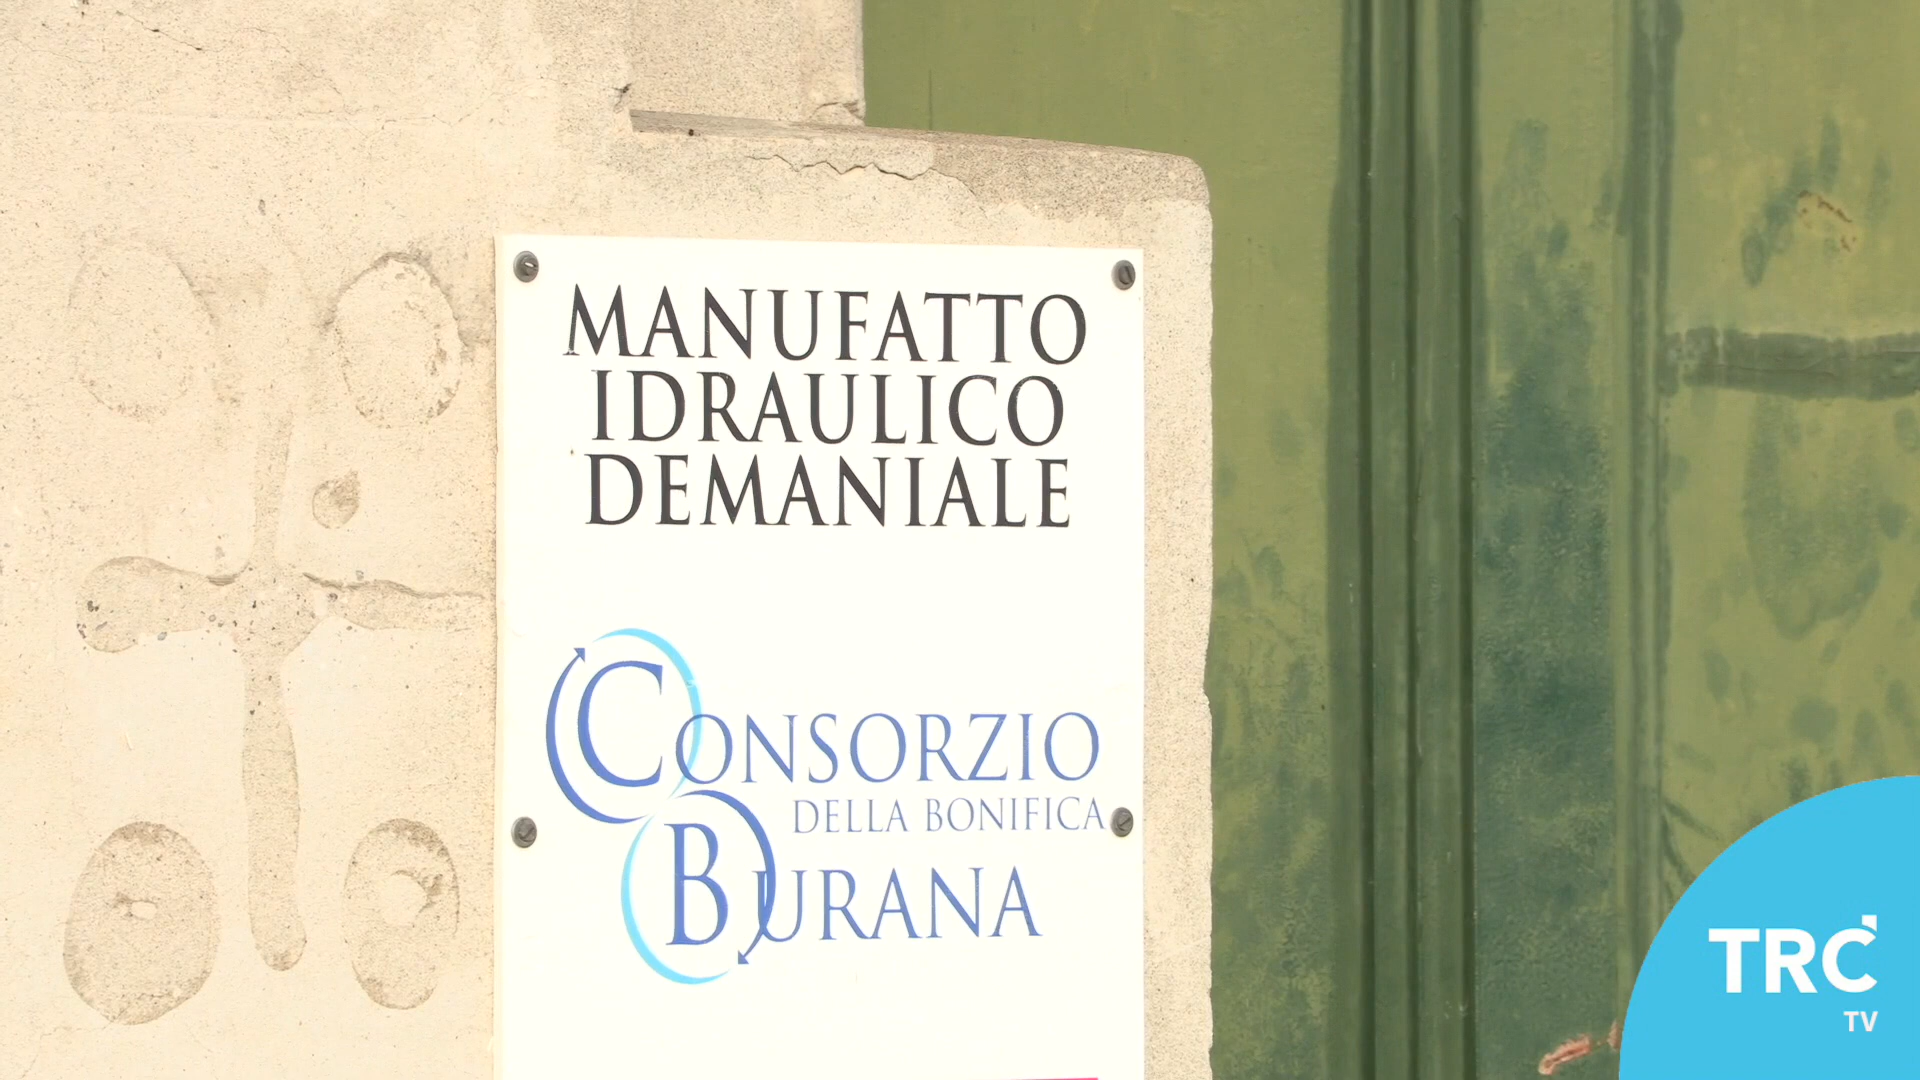 MANUFATTO
IDRAULICO
DEMANIALE
CONSORZIO
DELLA BONIFICA
BURANA
TRC
TV